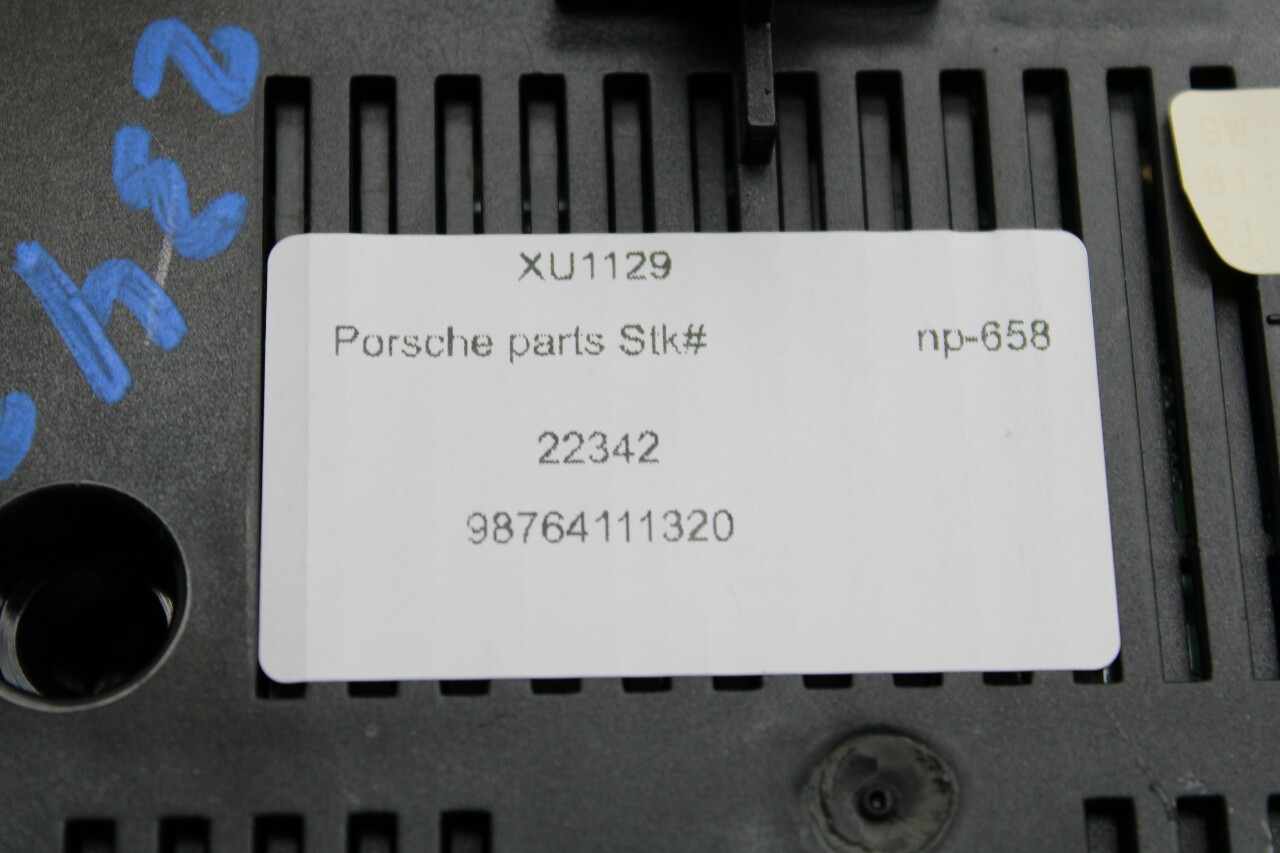 XU1129
Porsche parts Stk# np-658
22342
98764111320